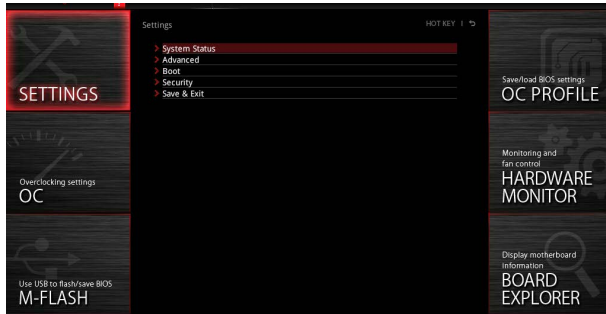 Settings
HOT KEY |
System Status
Advanced
Boot
Security
Save & Exit
SETTINGS
Overclocking settings
OC
Use USB to flash/save BIOS
M-FLASH
Save/load BIOS settings
OC PROFILE
Monitoring and
fan control
HARDWARE
MONITOR
Display motherboard
information
BOARD
EXPLORER